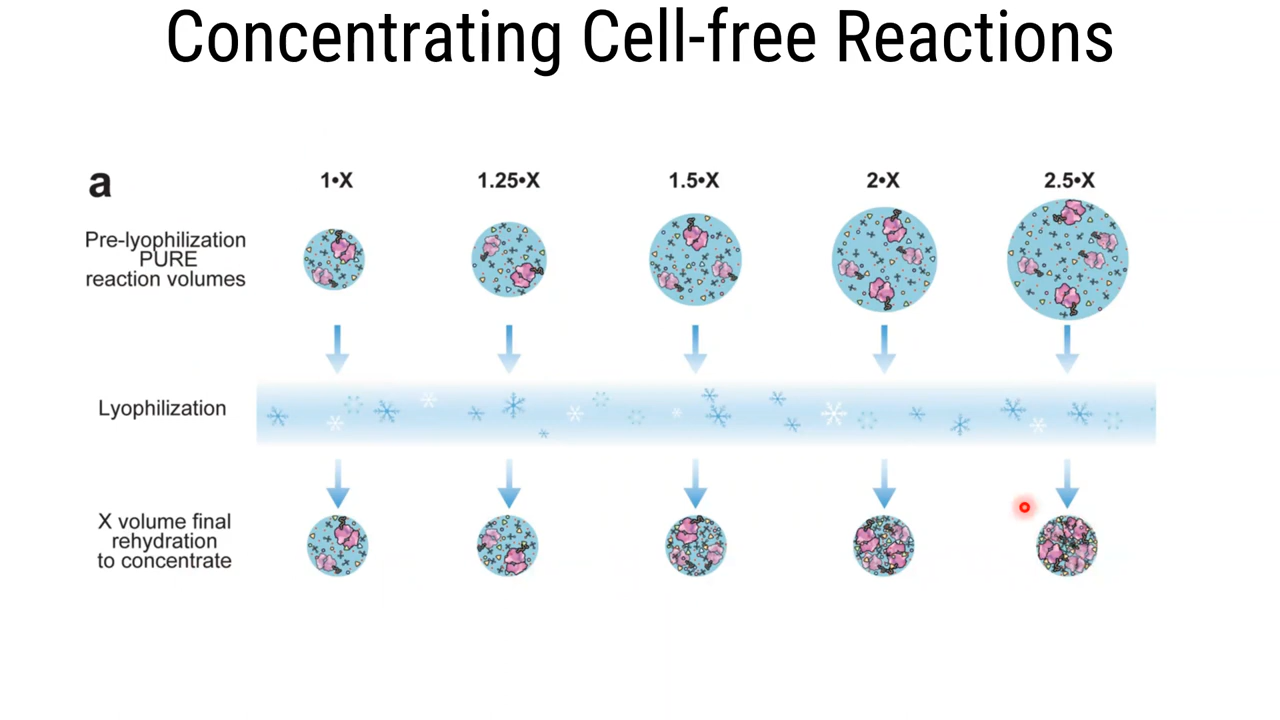 Concentrating Cell-free Reactions
a
1•X
1.25•X
1.5•X
2•X
2.5•X
Pre-lyophilization
PURE
reaction volumes
Lyophilization
X volume final
rehydration
to concentrate